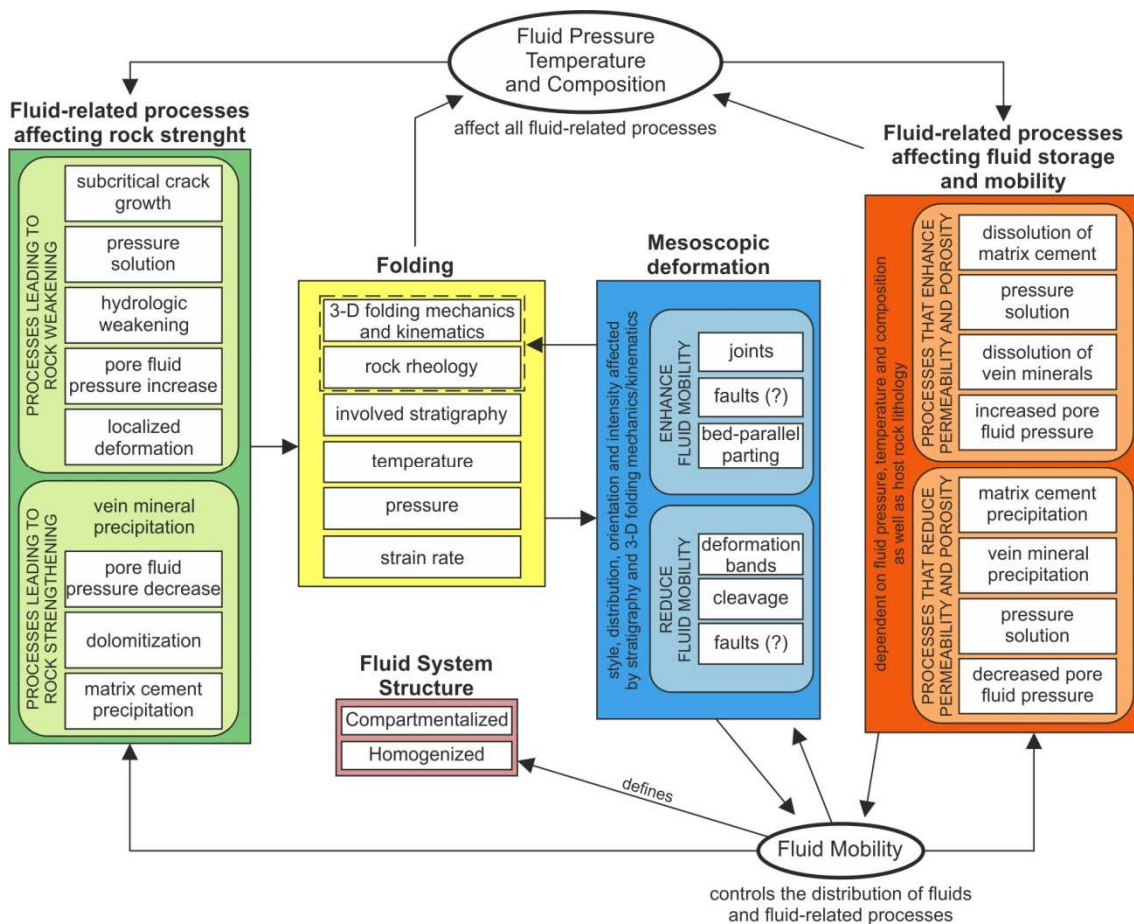 Fluid Pressure
Temperature
and Composition
affect all fluid-related processes
Fluid-related processes
affecting rock strenght
PROCESSES LEADING TO
ROCK WEAKENING
subcritical crack
growth
pressure
solution
hydrologic
weakening
pore fluid
pressure increase
localized
deformation
PROCESSES LEADING TO
ROCK STRENGTHENING
vein mineral
precipitation
pore fluid
pressure decrease
dolomitization
matrix cement
precipitation
Folding
3-D folding mechanics
and kinematics
rock rheology
involved stratigraphy
temperature
pressure
strain rate
Fluid System
Structure
Compartmentalized
Homogenized
Mesoscopic
deformation
style, distribution, orientation and intensity affected
by stratigraphy and 3-D folding mechanics/kinematics
ENHANCE
FLUID MOBILITY
joints
faults (?)
bed-parallel
parting
REDUCE
FLUID MOBILITY
deformation
bands
cleavage
faults (?)
Fluid-related processes
affecting fluid storage
and mobility
dependent on fluid pressure, temperature and composition
as well as host rock lithology
PROCESSES THAT ENHANCE
PERMEABILITY AND POROSITY
dissolution of
matrix cement
pressure
solution
dissolution of
vein minerals
increased pore
fluid pressure
PROCESSES THAT REDUCE
PERMEABILITY AND POROSITY
matrix cement
precipitation
vein mineral
precipitation
pressure
solution
decreased pore
fluid pressure
defines
Fluid Mobility
controls the distribution of fluids
and fluid-related processes